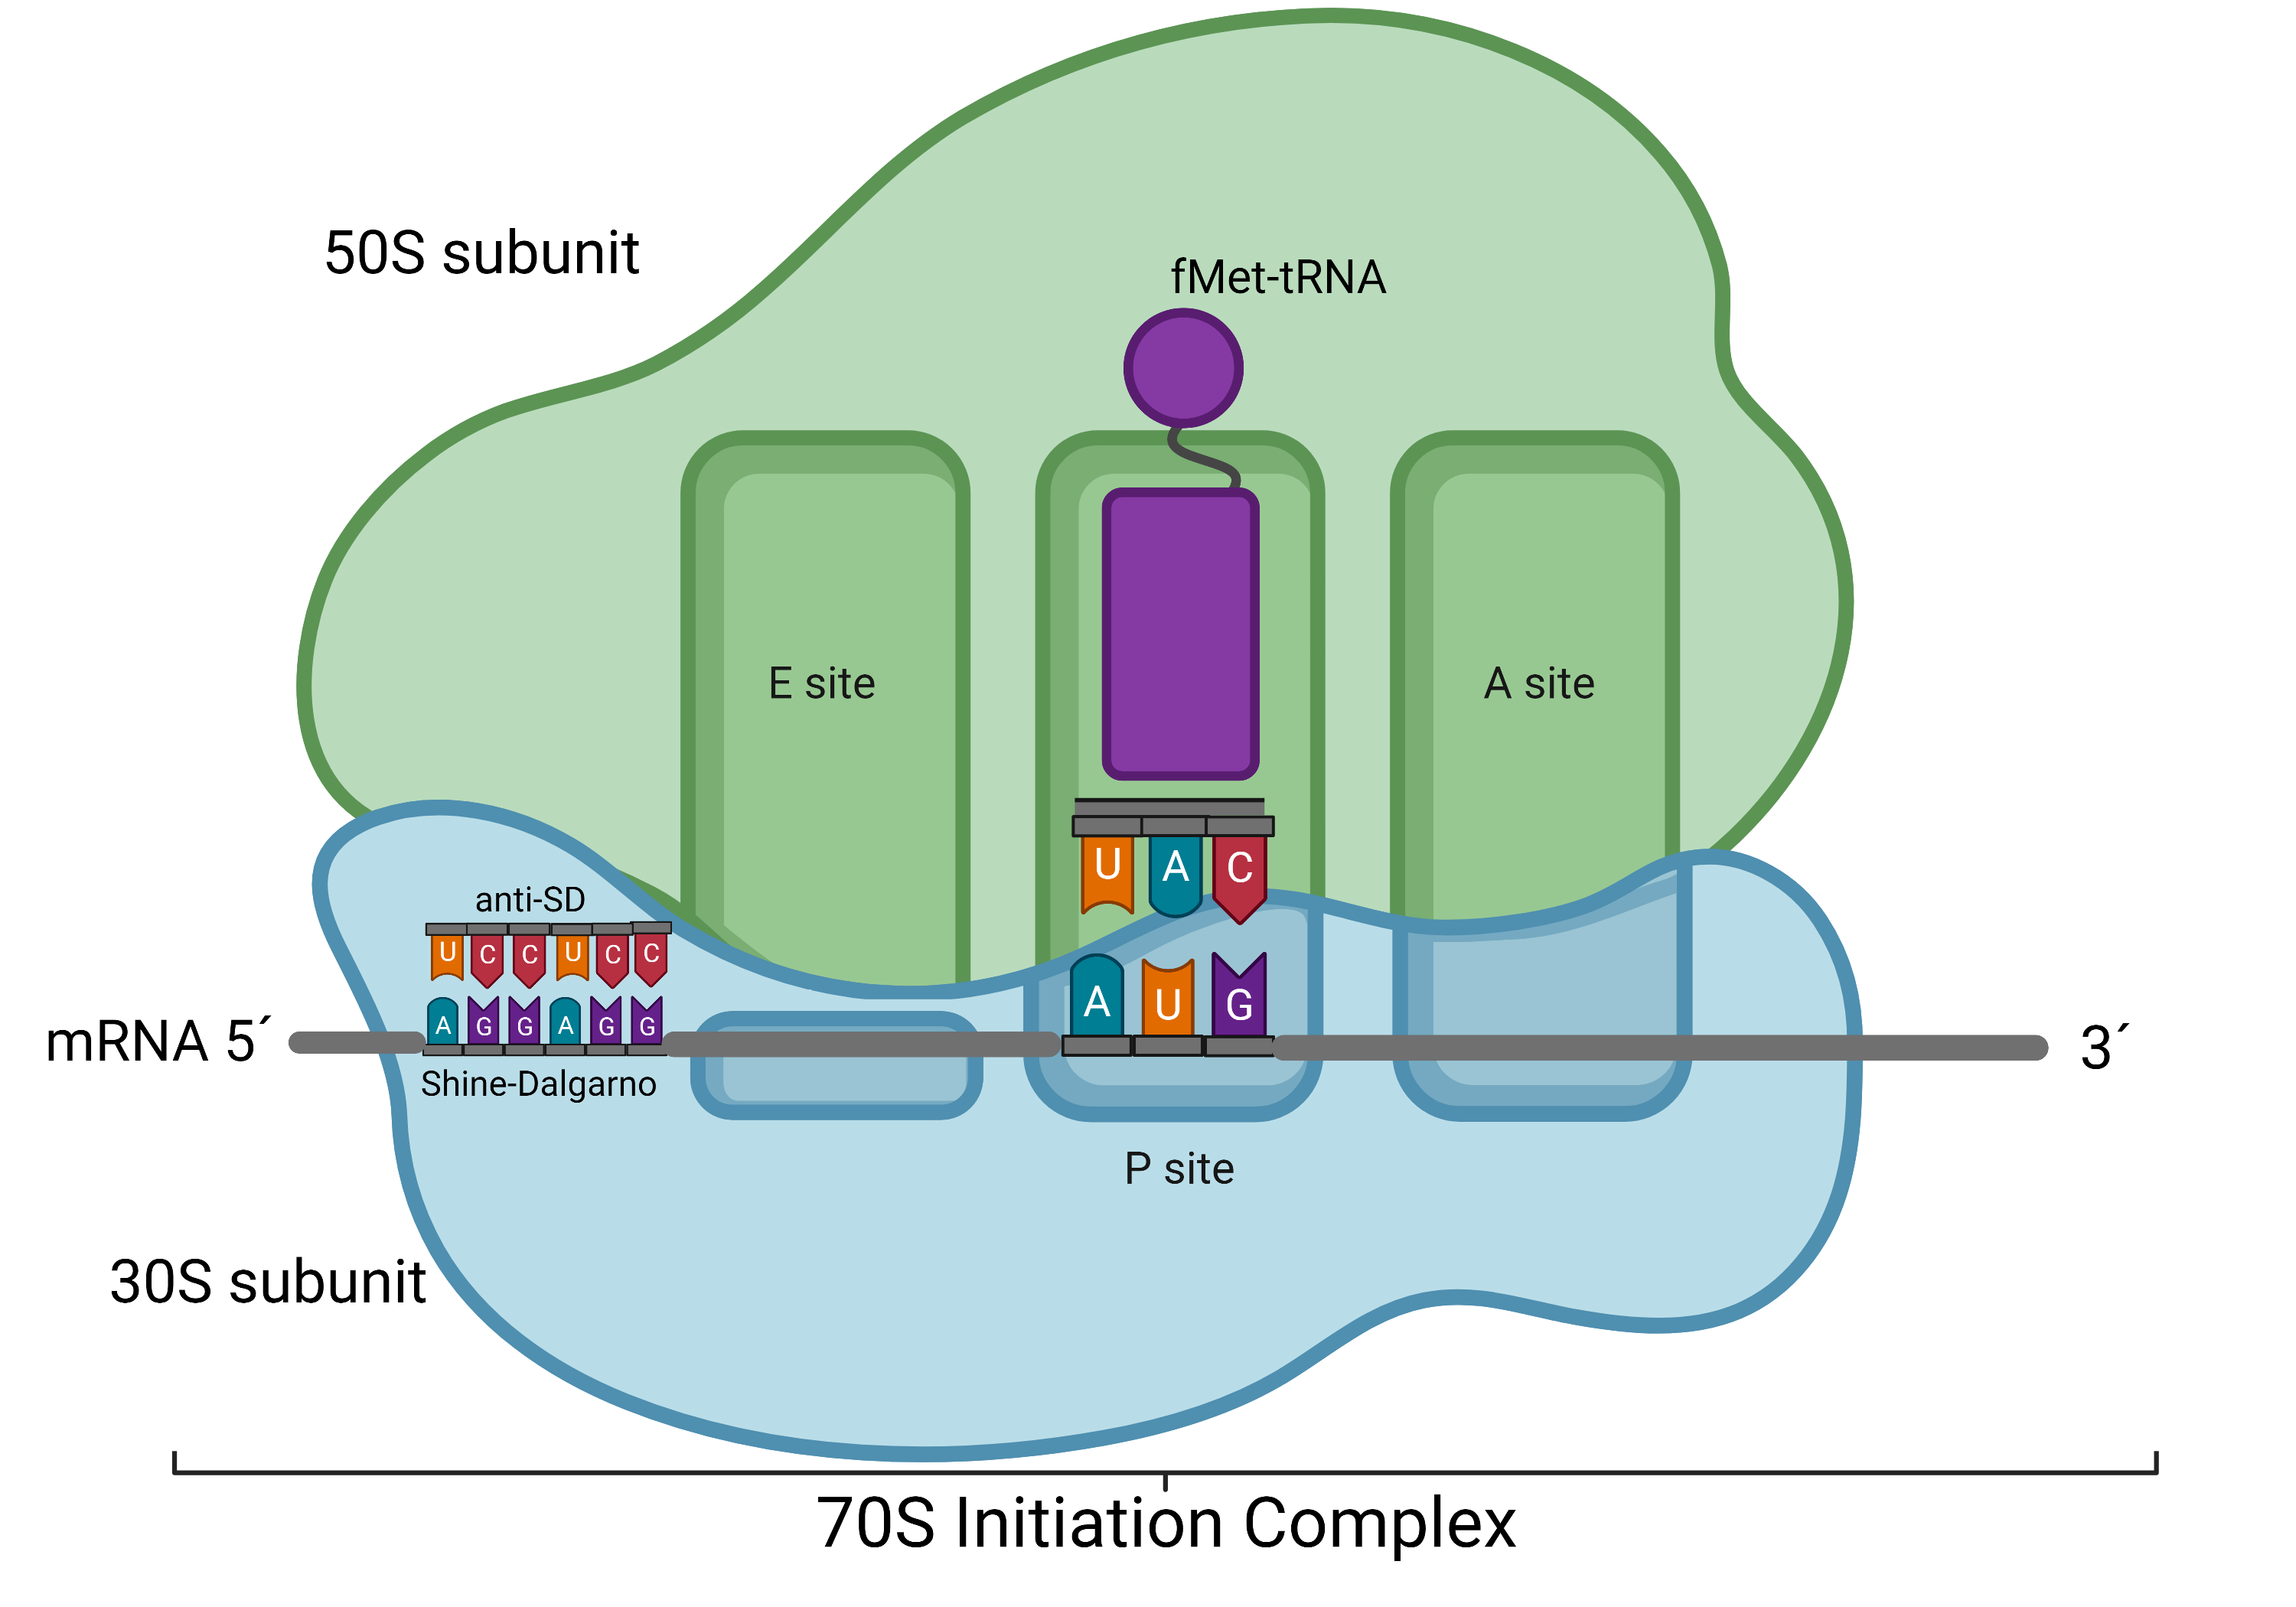 50S subunit
fMet-tRNA
E site
A site
U A C
anti-SD
U C C U C C
A U G
A G G A G G
mRNA 5´
3´
Shine-Dalgarno
P site
30S subunit
70S Initiation Complex